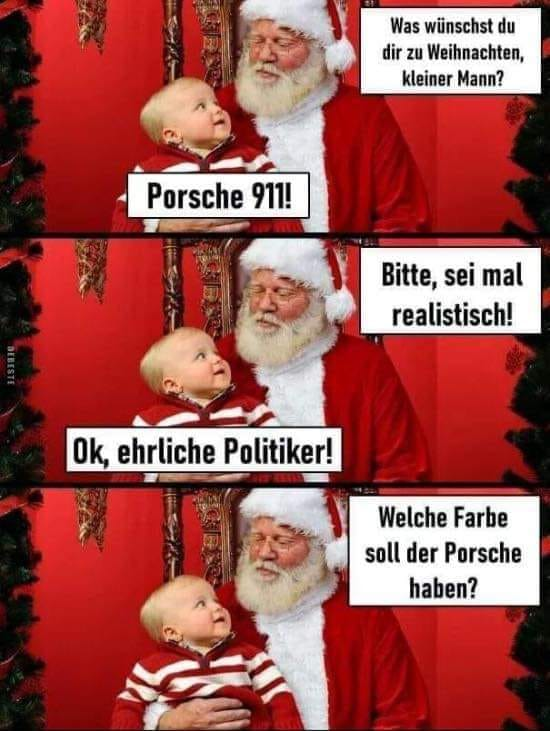 Was wünschst du
dir zu Weihnachten,
kleiner Mann?
Porsche 911!
Bitte, sei mal
realistisch!
DEBESTE
Ok, ehrliche Politiker!
Welche Farbe
soll der Porsche
haben?